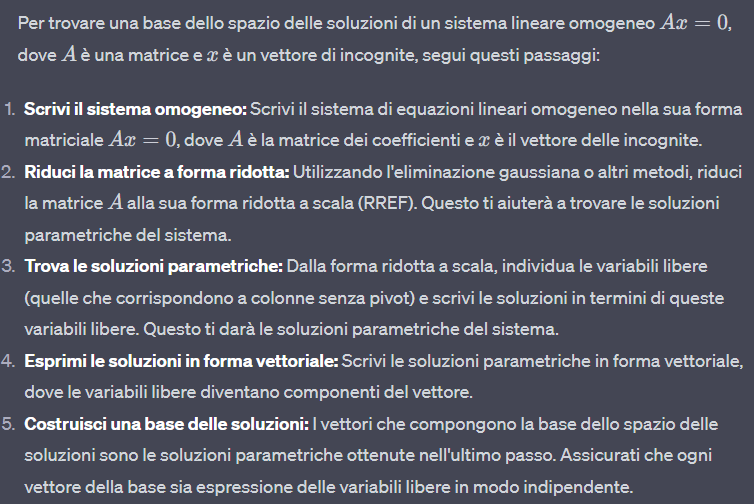 Per trovare una base dello spazio delle soluzioni di un sistema lineare omogeneo Ax = 0,
dove A è una matrice e x è un vettore di incognite, segui questi passaggi:
1. Scrivi il sistema omogeneo: Scrivi il sistema di equazioni lineari omogeneo nella sua forma
matriciale Ax = 0, dove A è la matrice dei coefficienti e x è il vettore delle incognite.
2. Riduci la matrice a forma ridotta: Utilizzando l'eliminazione gaussiana o altri metodi, riduci
la matrice A alla sua forma ridotta a scala (RREF). Questo ti aiuterà a trovare le soluzioni
parametriche del sistema.
3. Trova le soluzioni parametriche: Dalla forma ridotta a scala, individua le variabili libere
(quelle che corrispondono a colonne senza pivot) e scrivi le soluzioni in termini di queste
variabili libere. Questo ti darà le soluzioni parametriche del sistema.
4. Esprimi le soluzioni in forma vettoriale: Scrivi le soluzioni parametriche in forma vettoriale,
dove le variabili libere diventano componenti del vettore.
5. Costruisci una base delle soluzioni: I vettori che compongono la base dello spazio delle
soluzioni sono le soluzioni parametriche ottenute nell'ultimo passo. Assicurati che ogni
vettore della base sia espressione delle variabili libere in modo indipendente.